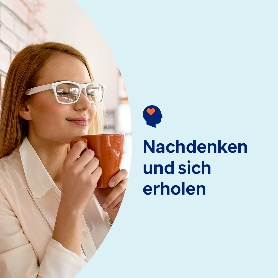 Nachdenken
und sich
erholen